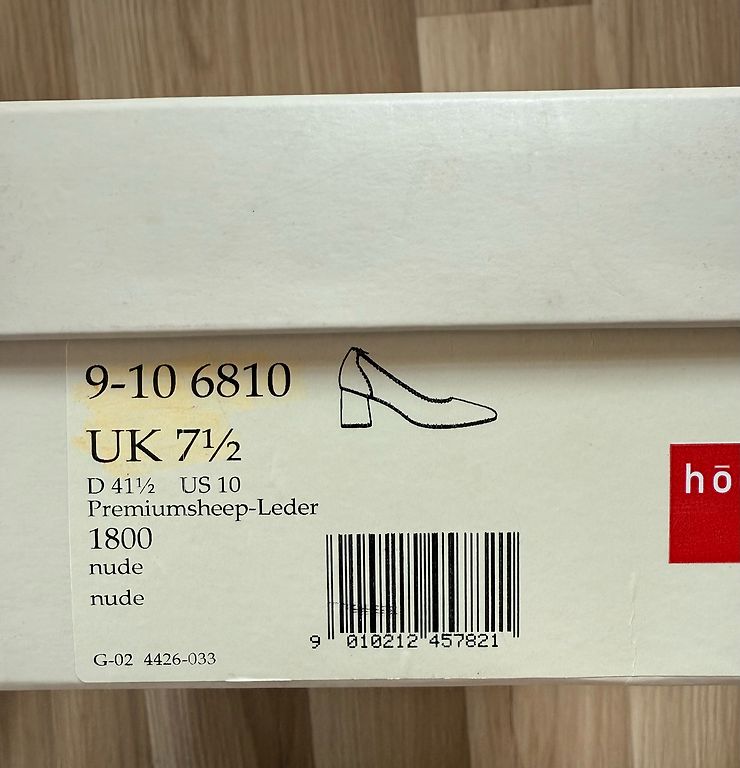 9-10 6810
UK 7½
D 41½ US 10
Premiumsheep-Leder
1800
nude
nude
G-02 4426-033
9 010212 457821
hō